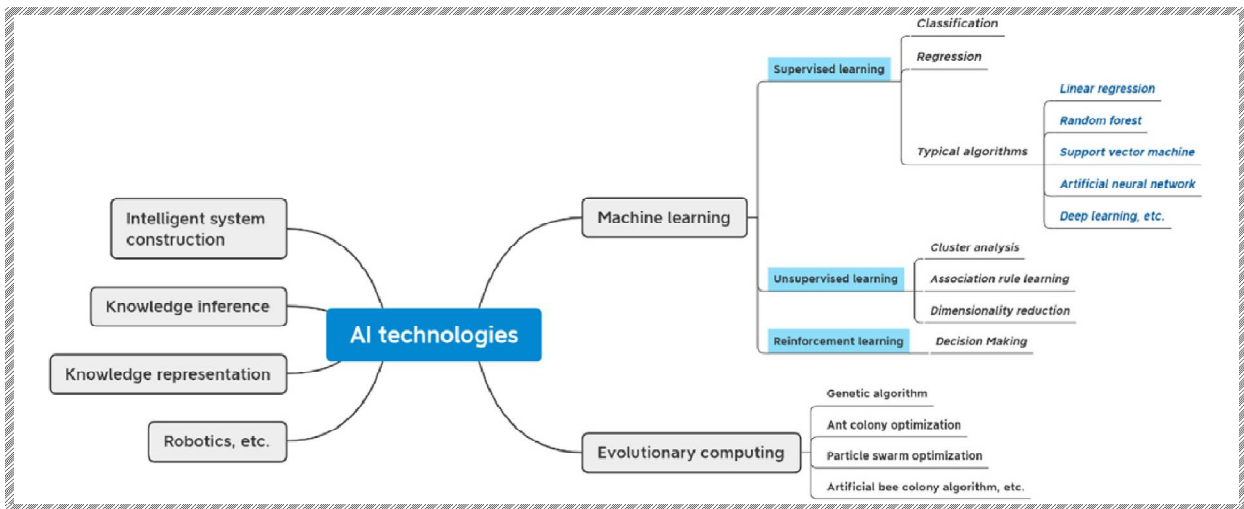 AI technologies
Intelligent system
construction
Knowledge inference
Knowledge representation
Robotics, etc.
Machine learning
Supervised learning
Classification
Regression
Typical algorithms
Linear regression
Random forest
Support vector machine
Artificial neural network
Deep learning, etc.
Unsupervised learning
Cluster analysis
Association rule learning
Dimensionality reduction
Reinforcement learning
Decision Making
Evolutionary computing
Genetic algorithm
Ant colony optimization
Particle swarm optimization
Artificial bee colony algorithm, etc.